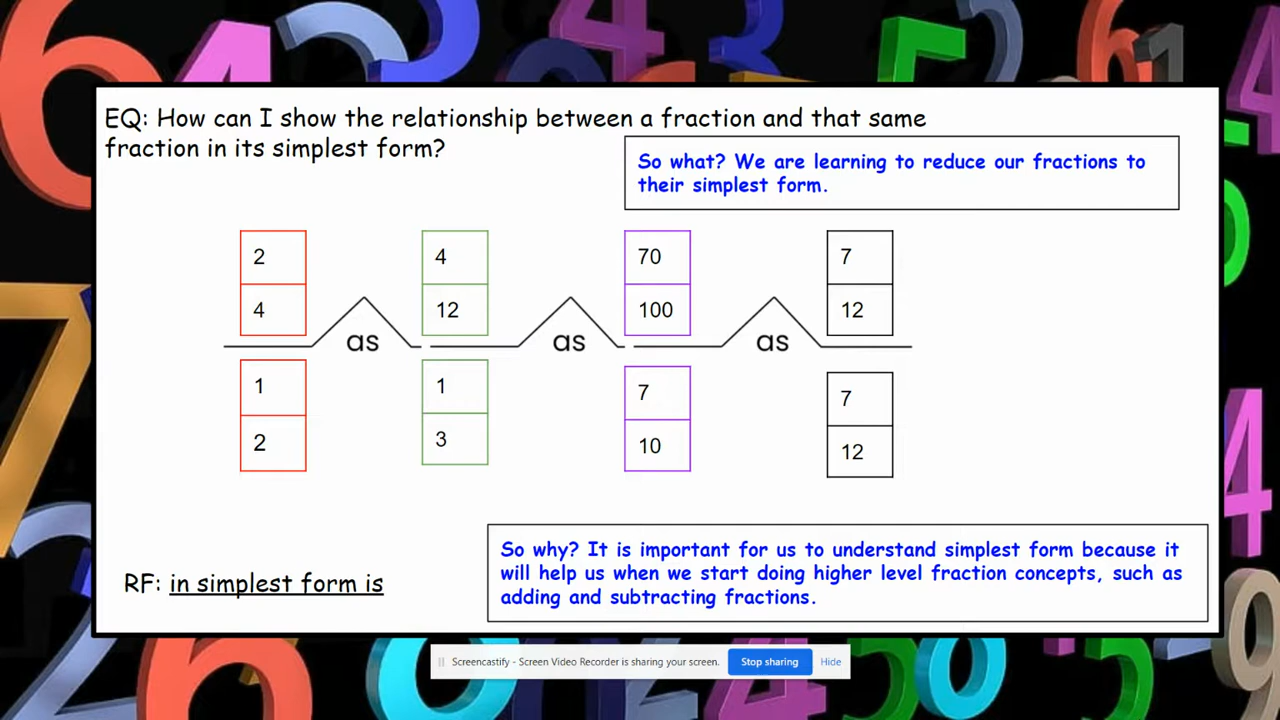 EQ: How can I show the relationship between a fraction and that same
fraction in its simplest form?
So what? We are learning to reduce our fractions to
their simplest form.
2 4 70 7
4 12 100 12
as as as
1 1 7 7
2 3 10 12
RF: in simplest form is
So why? It is important for us to understand simplest form because it
will help us when we start doing higher level fraction concepts, such as
adding and subtracting fractions.
Screencastify - Screen Video Recorder is sharing your screen. Stop sharing Hide